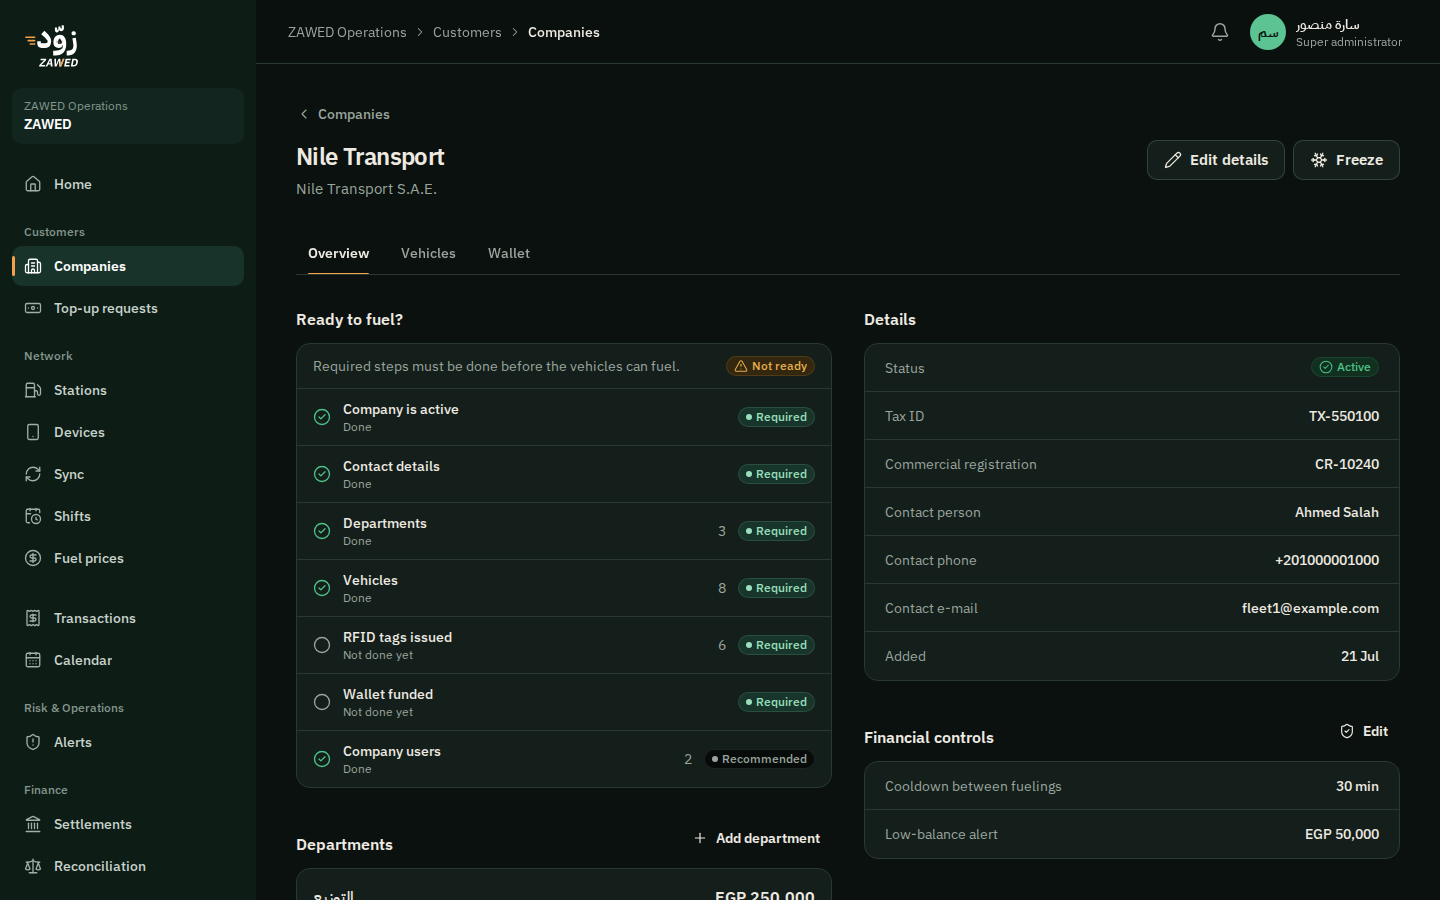 زوّد
ZAWED
ZAWED Operations
ZAWED
Home
Customers
Companies
Top-up requests
Network
Stations
Devices
Sync
Shifts
Fuel prices
Transactions
Calendar
Risk & Operations
Alerts
Finance
Settlements
Reconciliation
ZAWED Operations > Customers > Companies
سم
سارة منصور
Super administrator
Companies
Nile Transport
Nile Transport S.A.E.
Edit details
Freeze
Overview Vehicles Wallet
Ready to fuel?
Required steps must be done before the vehicles can fuel. Not ready
Company is active
Done
Required
Contact details
Done
Required
Departments
Done
3 Required
Vehicles
Done
8 Required
RFID tags issued
Not done yet
6 Required
Wallet funded
Not done yet
Required
Company users
Done
2 Recommended
Departments
Add department
التوزيع
EGP 250,000
Details
Status Active
Tax ID TX-550100
Commercial registration CR-10240
Contact person Ahmed Salah
Contact phone +201000001000
Contact e-mail fleet1@example.com
Added 21 Jul
Financial controls
Edit
Cooldown between fuelings 30 min
Low-balance alert EGP 50,000